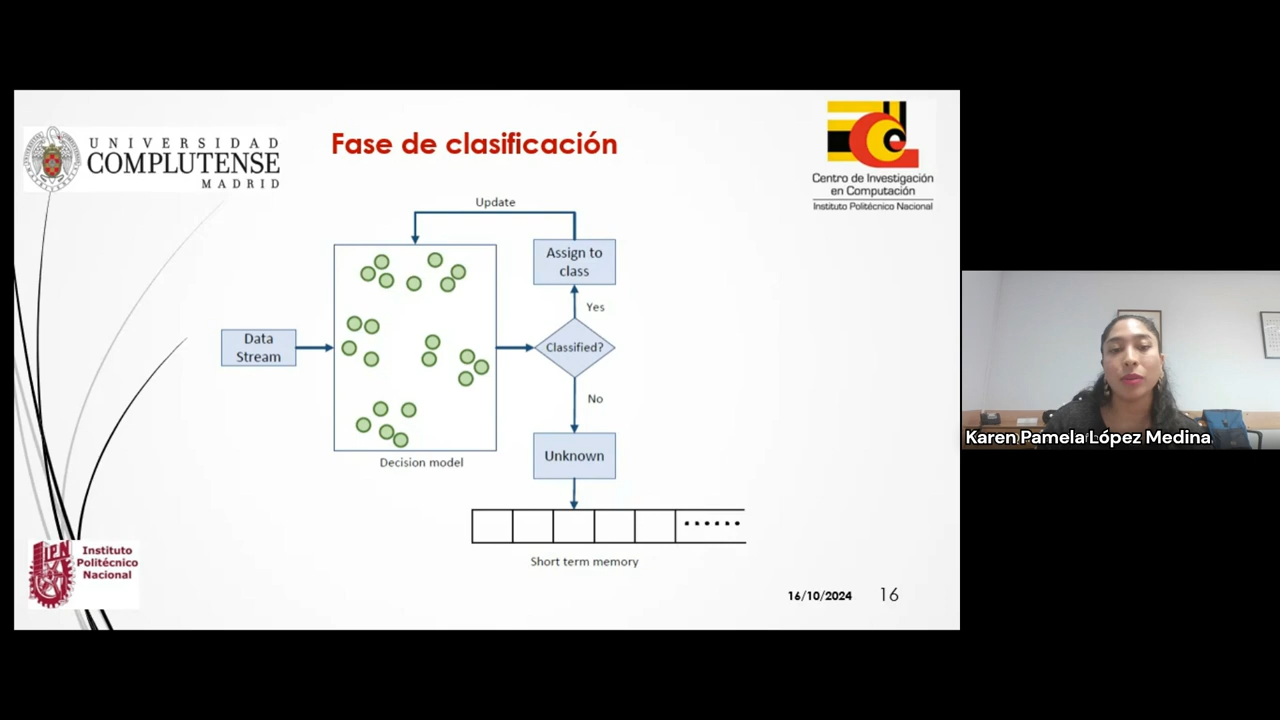 UNIVERSIDAD
COMPLUTENSE
MADRID
Fase de clasificación
Centro de Investigación
en Computación
Instituto Politécnico Nacional
Update
Assign to
class
Yes
Data
Stream
Classified?
No
Decision model
Unknown
Short term memory
IPN
Instituto
Politécnico
Nacional
16/10/2024
16
Karen Pamela López Medina